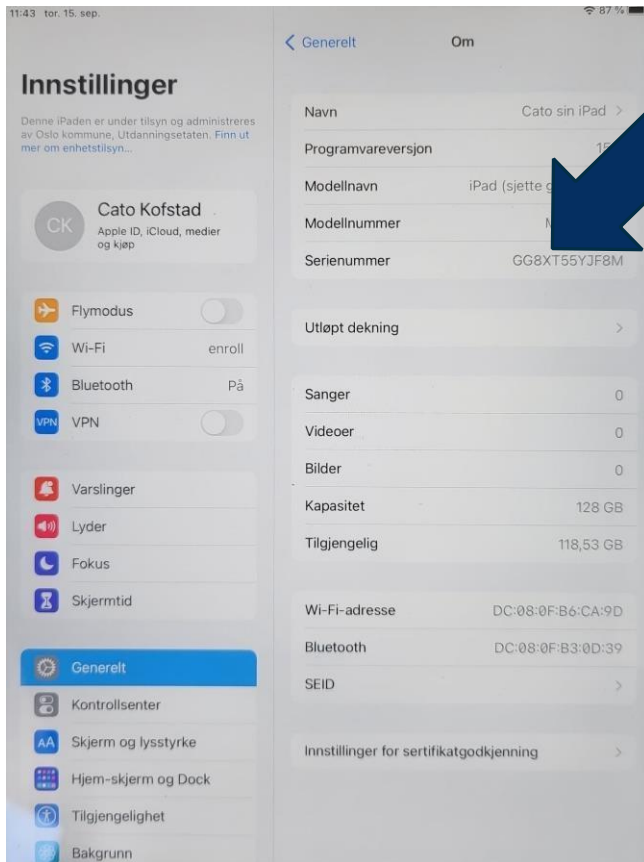 11:43 tor. 15. sep.
87 %
Innstillinger
Denne iPaden er under tilsyn og administreres
av Oslo kommune, Utdanningsetaten. Finn ut
mer om enhetstilsyn...
CK
Cato Kofstad
Apple ID, iCloud, medier
og kjøp
Flymodus
Wi-Fi enroll
Bluetooth På
VPN VPN
Varslinger
Lyder
Fokus
Skjermtid
Generelt
Kontrollsenter
AA Skjerm og lysstyrke
Hjem-skjerm og Dock
Tilgjengelighet
Bakgrunn
Generelt Om
Navn Cato sin iPad
Programvareversjon
Modellnavn iPad (sjette
Modellnummer
Serienummer GG8XT55YJF8M
Utløpt dekning
Sanger 0
Videoer 0
Bilder 0
Kapasitet 128 GB
Tilgjengelig 118,53 GB
Wi-Fi-adresse DC:08:0F:B6:CA:9D
Bluetooth DC:08:0F:B3:0D:39
SEID
Innstillinger for sertifikatgodkjenning